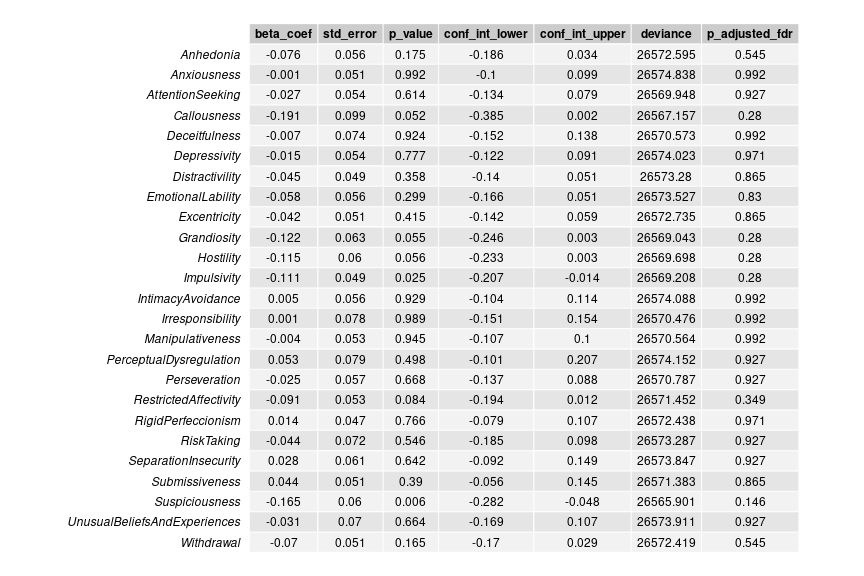 beta_coef std_error p_value conf_int_lower conf_int_upper deviance p_adjusted_fdr
Anhedonia -0.076 0.056 0.175 -0.186 0.034 26572.595 0.545
Anxiousness -0.001 0.051 0.992 -0.1 0.099 26574.838 0.992
AttentionSeeking -0.027 0.054 0.614 -0.134 0.079 26569.948 0.927
Callousness -0.191 0.099 0.052 -0.385 0.002 26567.157 0.28
Deceitfulness -0.007 0.074 0.924 -0.152 0.138 26570.573 0.992
Depressivity -0.015 0.054 0.777 -0.122 0.091 26574.023 0.971
Distractivility -0.045 0.049 0.358 -0.14 0.051 26573.28 0.865
EmotionalLability -0.058 0.056 0.299 -0.166 0.051 26573.527 0.83
Excentricity -0.042 0.051 0.415 -0.142 0.059 26572.735 0.865
Grandiosity -0.122 0.063 0.055 -0.246 0.003 26569.043 0.28
Hostility -0.115 0.06 0.056 -0.233 0.003 26569.698 0.28
Impulsivity -0.111 0.049 0.025 -0.207 -0.014 26569.208 0.28
IntimacyAvoidance 0.005 0.056 0.929 -0.104 0.114 26574.088 0.992
Irresponsibility 0.001 0.078 0.989 -0.151 0.154 26570.476 0.992
Manipulativeness -0.004 0.053 0.945 -0.107 0.1 26570.564 0.992
PerceptualDysregulation 0.053 0.079 0.498 -0.101 0.207 26574.152 0.927
Perseveration -0.025 0.057 0.668 -0.137 0.088 26570.787 0.927
RestrictedAffectivity -0.091 0.053 0.084 -0.194 0.012 26571.452 0.349
RigidPerfeccionism 0.014 0.047 0.766 -0.079 0.107 26572.438 0.971
RiskTaking -0.044 0.072 0.546 -0.185 0.098 26573.287 0.927
SeparationInsecurity 0.028 0.061 0.642 -0.092 0.149 26573.847 0.927
Submissiveness 0.044 0.051 0.39 -0.056 0.145 26571.383 0.865
Suspiciousness -0.165 0.06 0.006 -0.282 -0.048 26565.901 0.146
UnusualBeliefsAndExperiences -0.031 0.07 0.664 -0.169 0.107 26573.911 0.927
Withdrawal -0.07 0.051 0.165 -0.17 0.029 26572.419 0.545